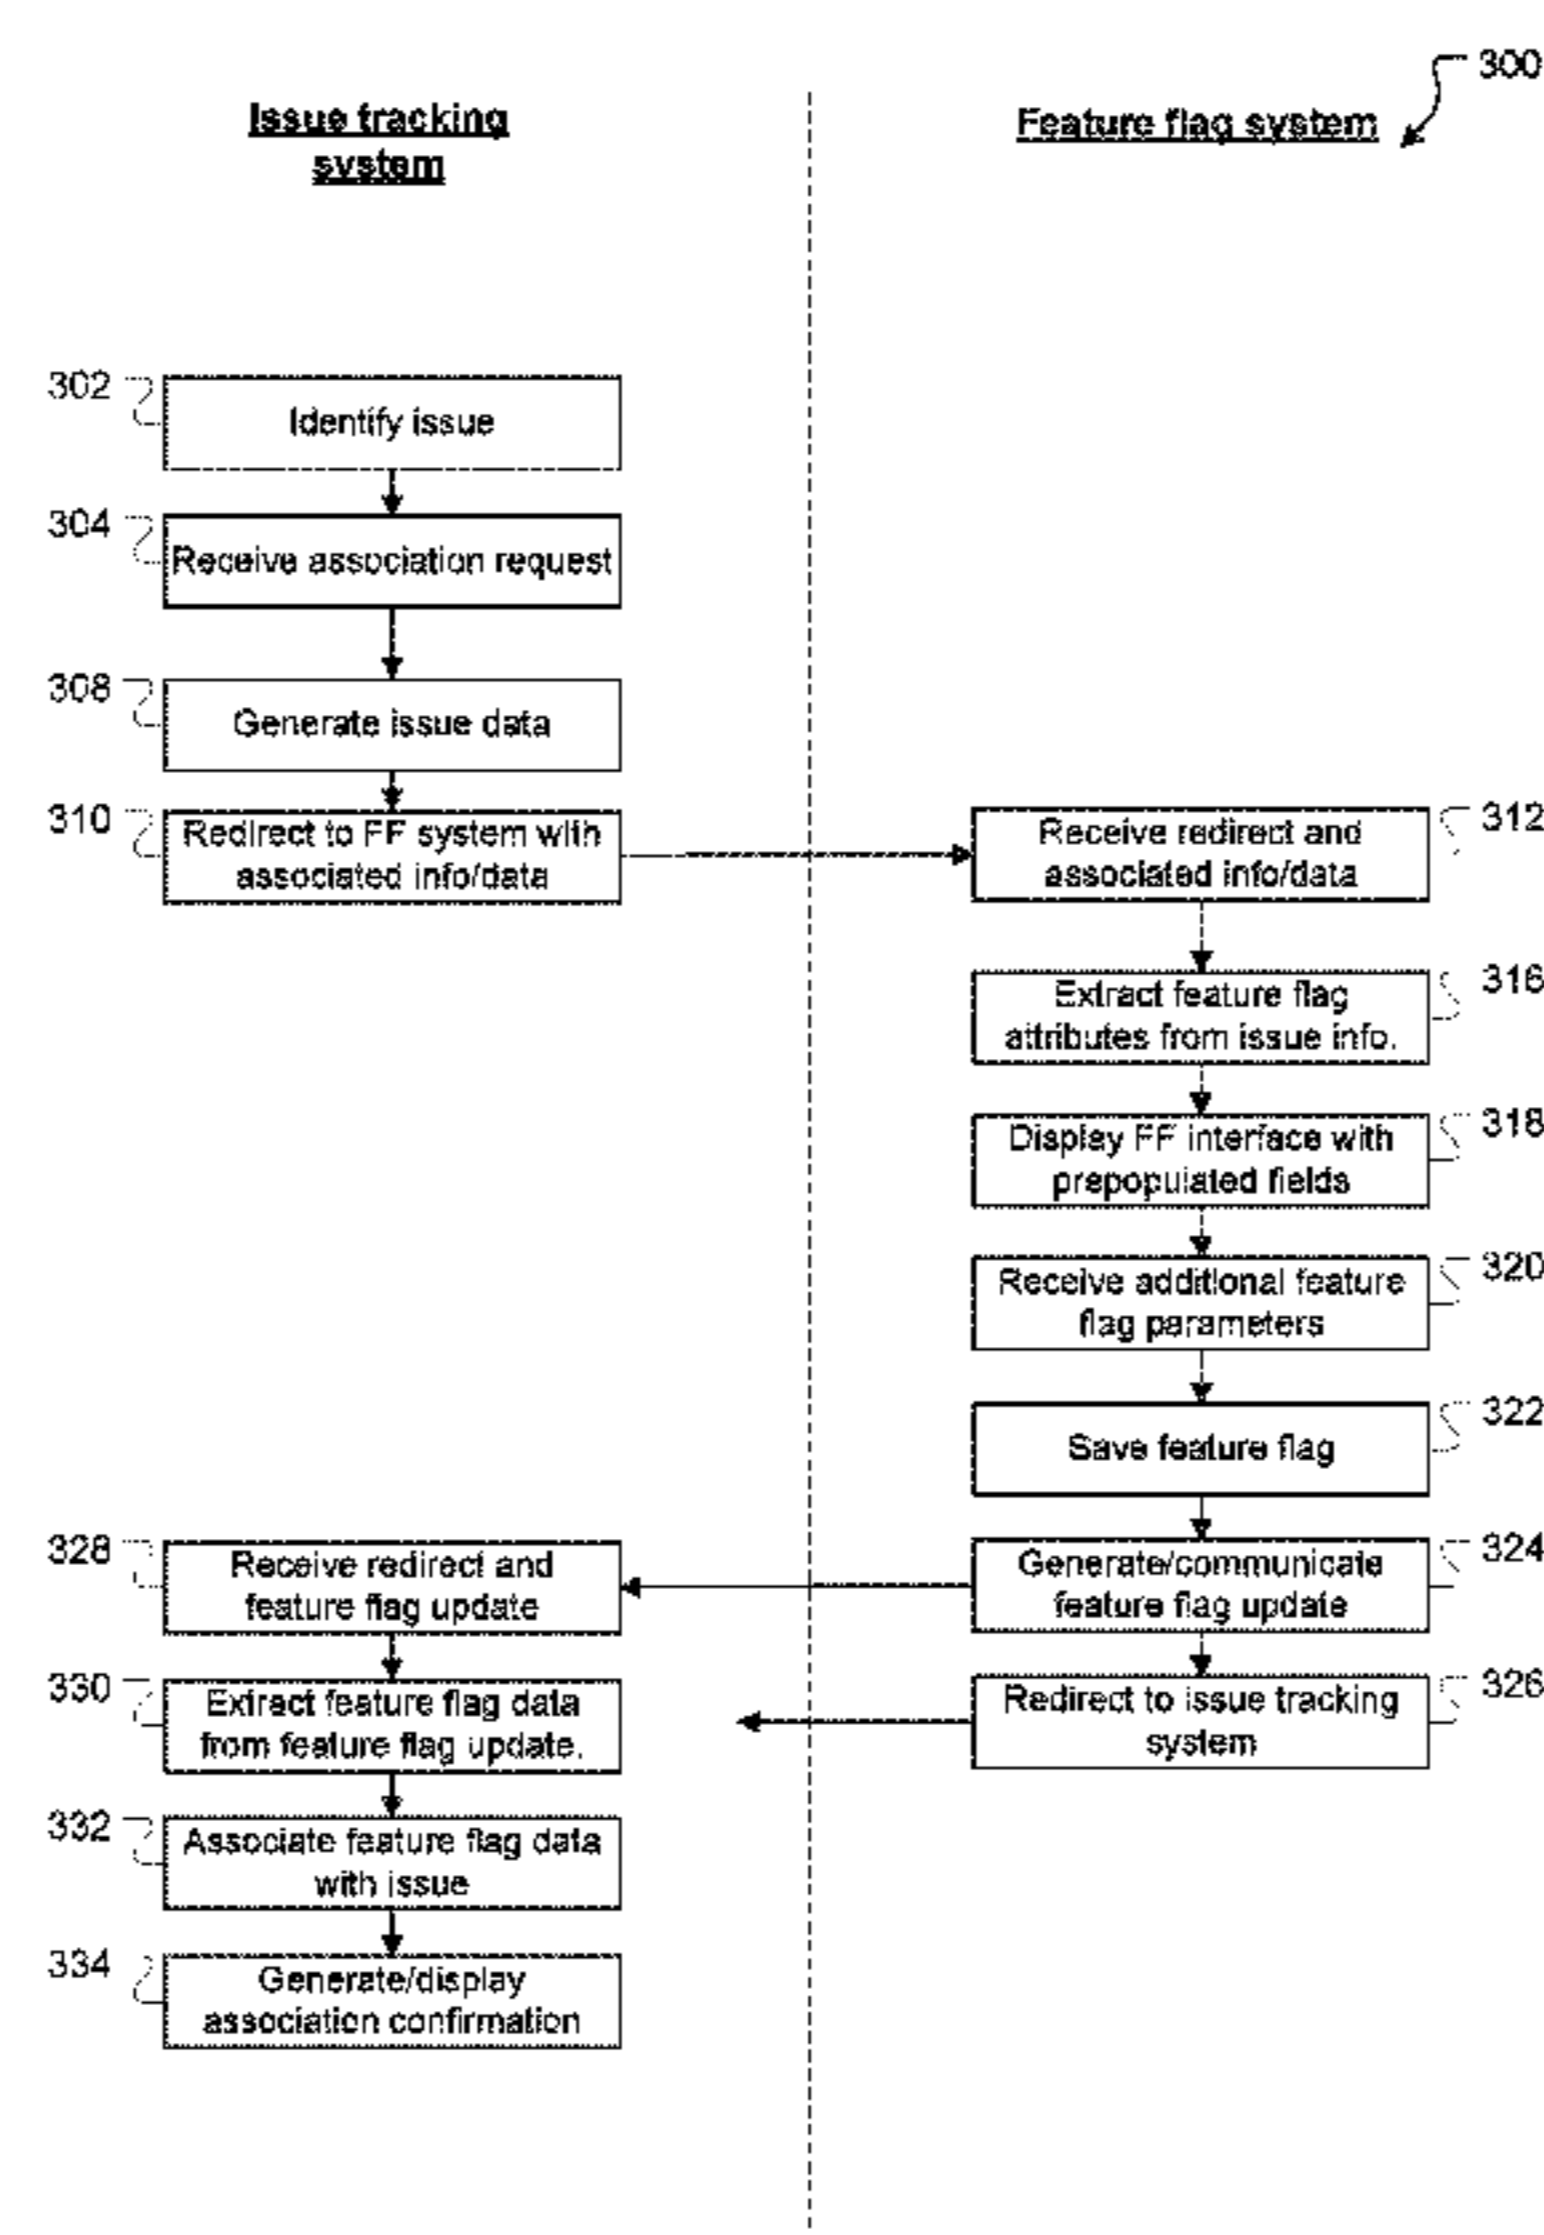 300
Issue tracking
system
Feature flag system
302
Identify issue
304
Receive association request
308
Generate issue data
310
Redirect to FF system with
associated info/data
312
Receive redirect and
associated info/data
316
Extract feature flag
attributes from issue info.
318
Display FF interface with
prepopulated fields
320
Receive additional feature
flag parameters
322
Save feature flag
324
Generate/communicate
feature flag update
326
Redirect to issue tracking
system
328
Receive redirect and
feature flag update
330
Extract feature flag data
from feature flag update.
332
Associate feature flag data
with issue
334
Generate/display
association confirmation